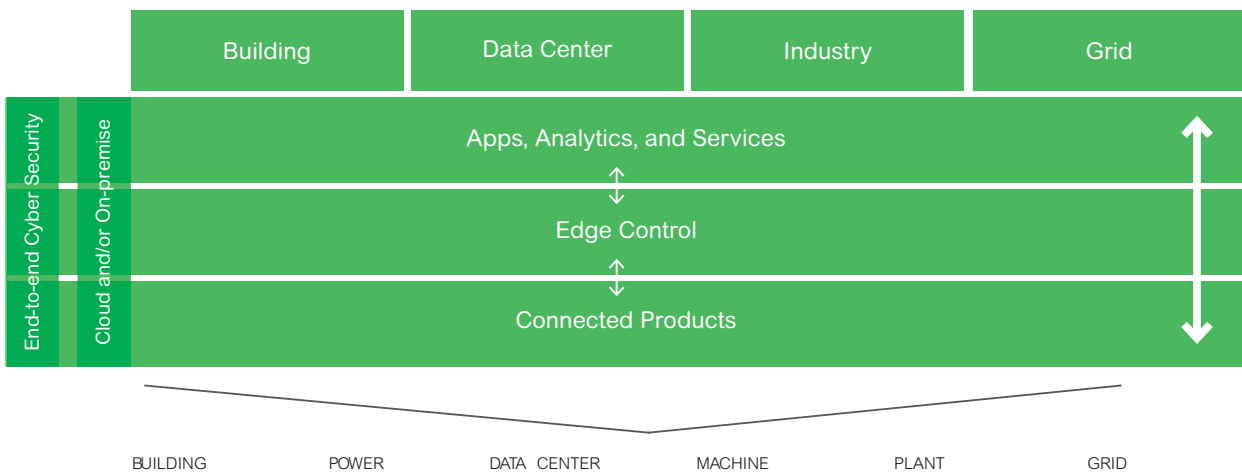 Building
Data Center
Industry
Grid
End-to-end Cyber Security
Cloud and/or On-premise
Apps, Analytics, and Services
Edge Control
Connected Products
BUILDING
POWER
DATA CENTER
MACHINE
PLANT
GRID